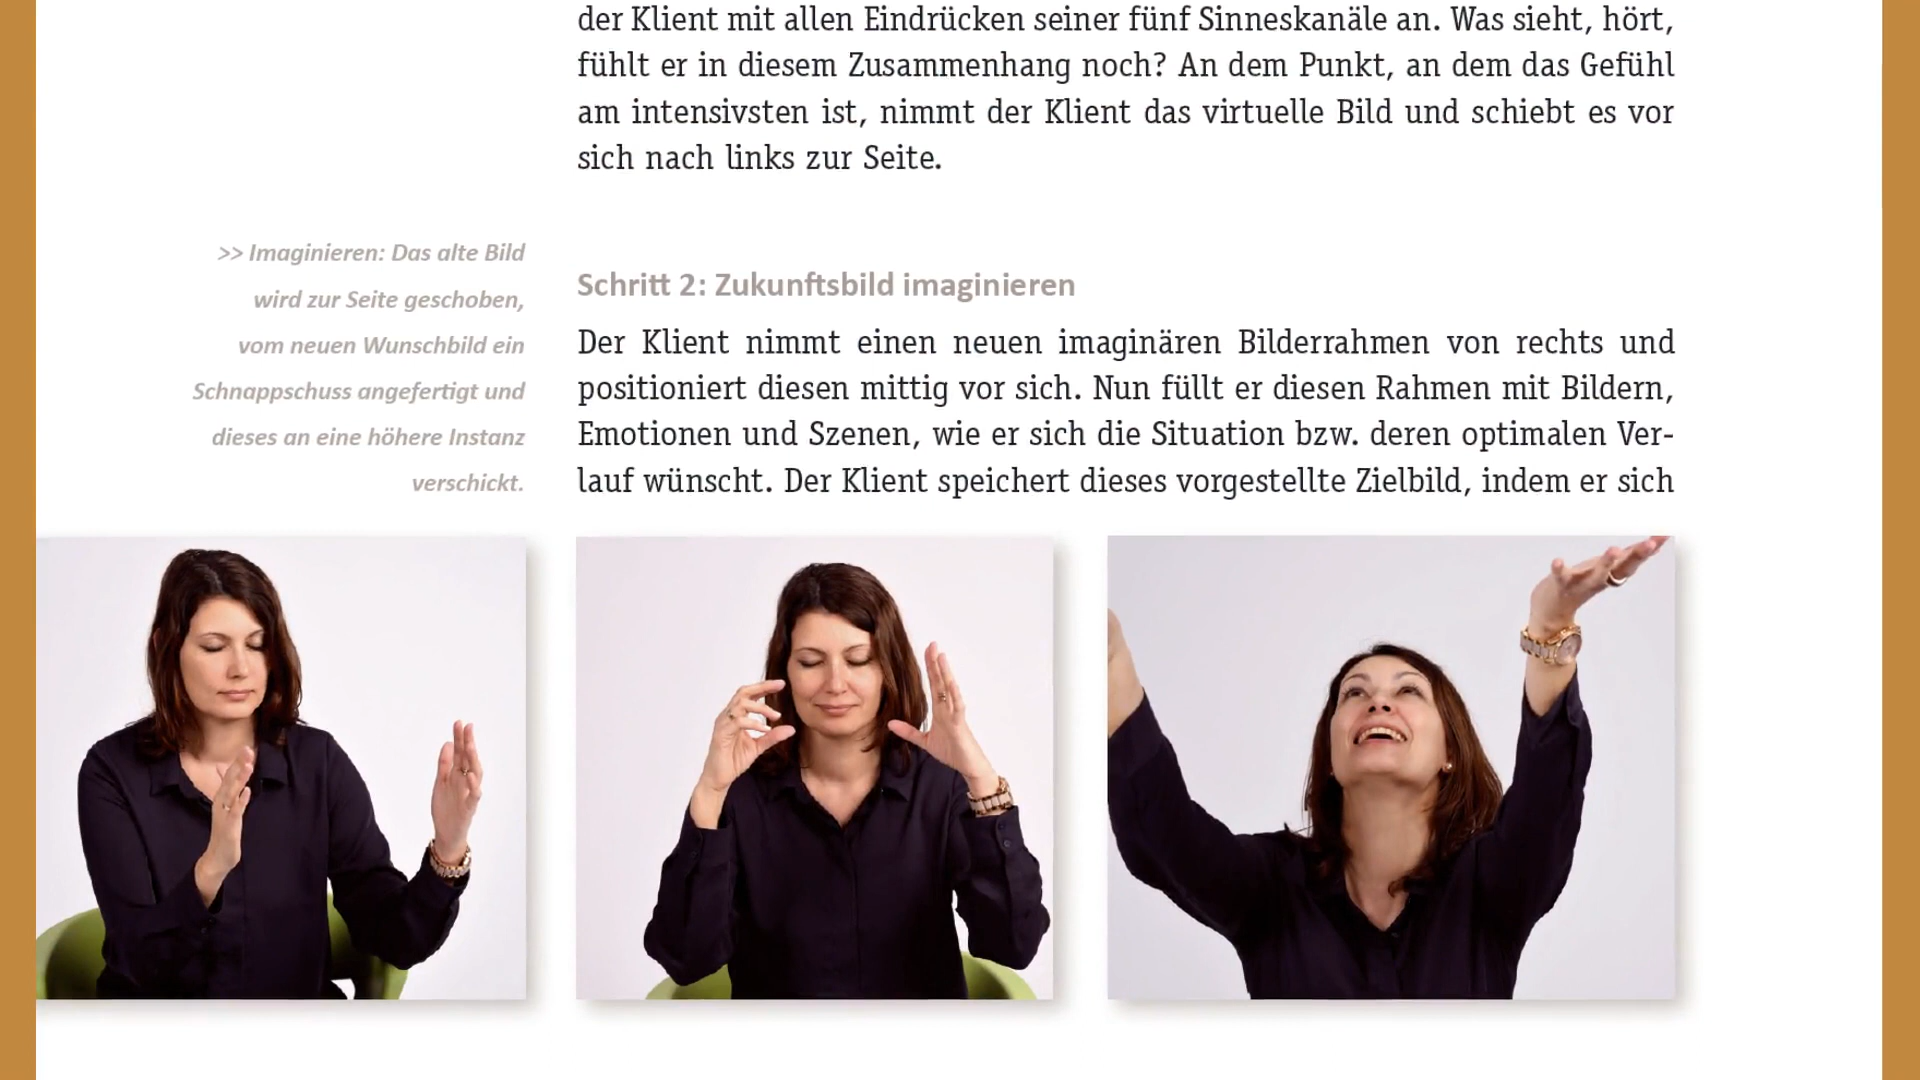 der Klient mit allen Eindrücken seiner fünf Sinneskanäle an. Was sieht, hört,
fühlt er in diesem Zusammenhang noch? An dem Punkt, an dem das Gefühl
am intensivsten ist, nimmt der Klient das virtuelle Bild und schiebt es vor
sich nach links zur Seite.
>> Imaginieren: Das alte Bild
wird zur Seite geschoben,
vom neuen Wunschbild ein
Schnappschuss angefertigt und
dieses an eine höhere Instanz
verschickt.
Schritt 2: Zukunftsbild imaginieren
Der Klient nimmt einen neuen imaginären Bilderrahmen von rechts und
positioniert diesen mittig vor sich. Nun füllt er diesen Rahmen mit Bildern,
Emotionen und Szenen, wie er sich die Situation bzw. deren optimalen Ver-
lauf wünscht. Der Klient speichert dieses vorgestellte Zielbild, indem er sich